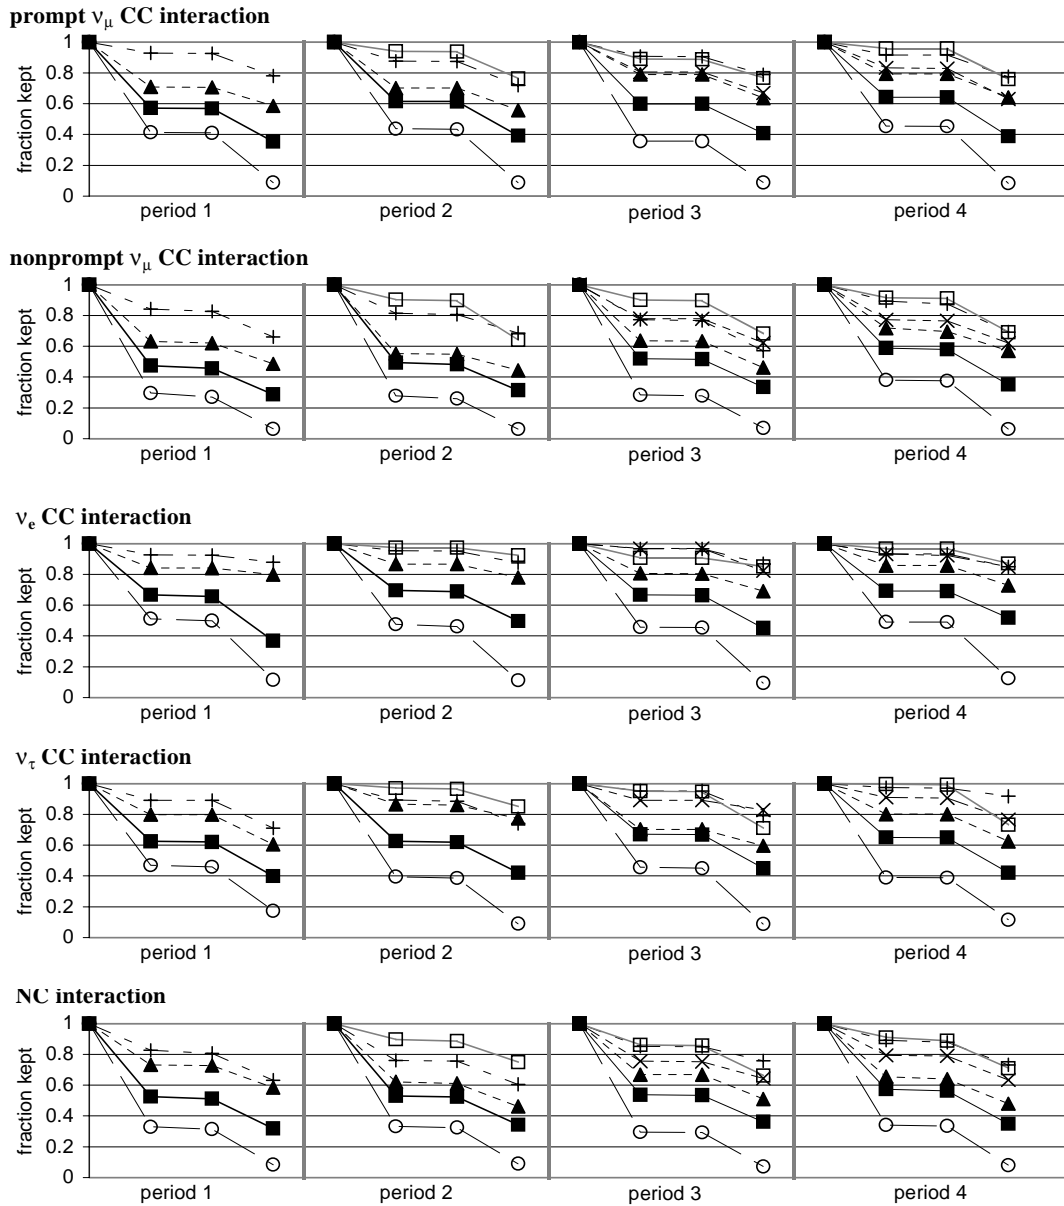 prompt νμ CC interaction
fraction kept
1
0.8
0.6
0.4
0.2
0
period 1 period 2 period 3 period 4
nonprompt νμ CC interaction
fraction kept
1
0.8
0.6
0.4
0.2
0
period 1 period 2 period 3 period 4
νe CC interaction
fraction kept
1
0.8
0.6
0.4
0.2
0
period 1 period 2 period 3 period 4
ντ CC interaction
fraction kept
1
0.8
0.6
0.4
0.2
0
period 1 period 2 period 3 period 4
NC interaction
fraction kept
1
0.8
0.6
0.4
0.2
0
period 1 period 2 period 3 period 4